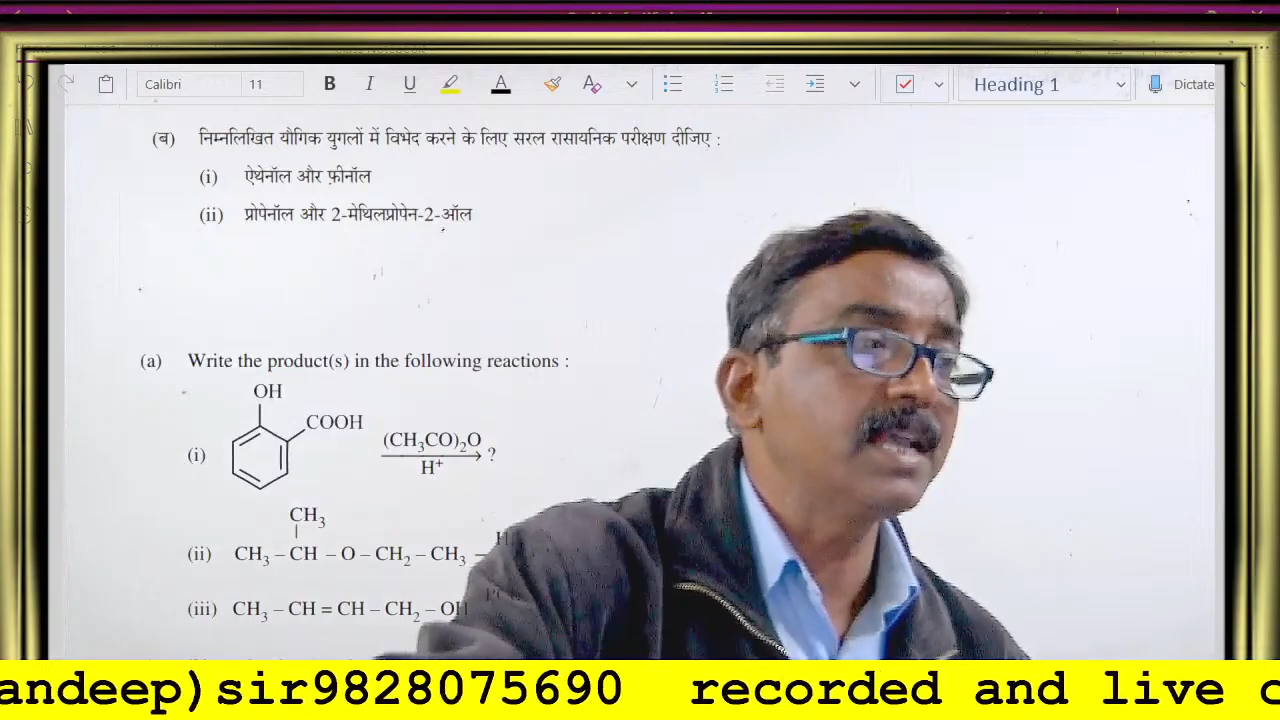 Calibri 11 B I U A A Heading 1 Dictate
(ब) निम्नलिखित यौगिक युगलों में विभेद करने के लिए सरल रासायनिक परीक्षण दीजिए :
(i) ऐथेनॉल और फ़ीनॉल
(ii) प्रोपेनॉल और 2-मेथिलप्रोपेन-2-ऑल
(a) Write the product(s) in the following reactions :
OH
COOH
(i) (CH₃CO)₂O ?
H⁺
CH₃
(ii) CH₃ – CH – O – CH₂ – CH₃ –
(iii) CH₃ – CH = CH – CH₂ – OH
andeep)sir9828075690 recorded and live c